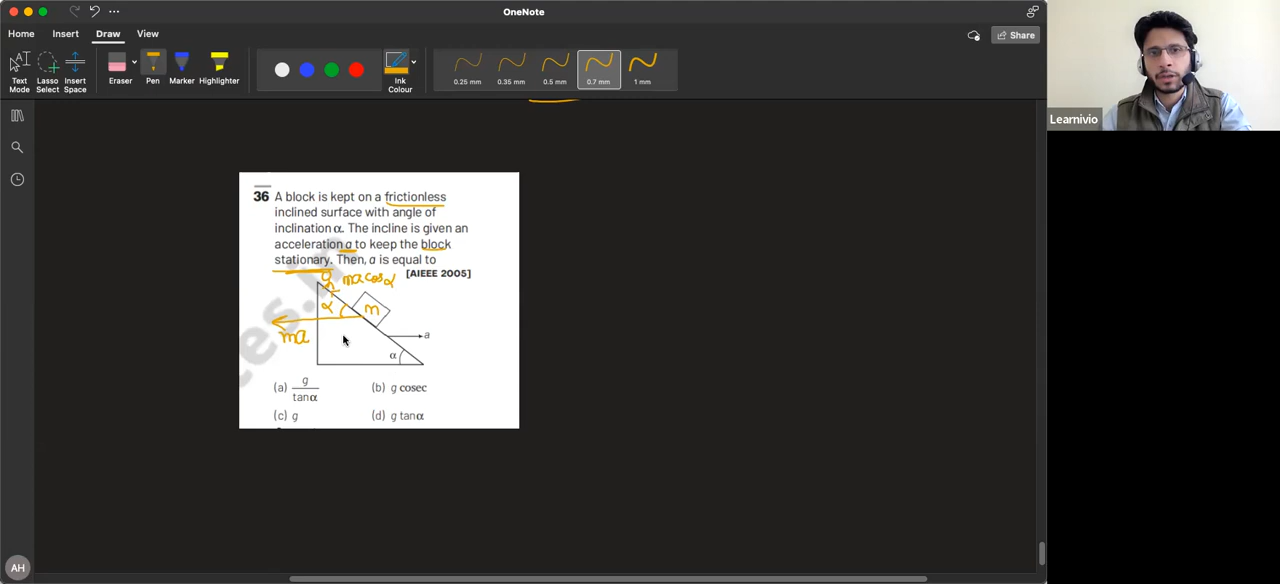 OneNote
Home Insert Draw View
Share
Text Mode
Lasso Select
Insert Space
Eraser
Pen
Marker
Highlighter
Ink Colour
0.25 mm
0.35 mm
0.5 mm
0.7 mm
1 mm
Learnivio
36 A block is kept on a frictionless
inclined surface with angle of
inclination α. The incline is given an
acceleration a to keep the block
stationary. Then, a is equal to
[AIEEE 2005]
ma cosα
α
m
ma
a
α
(a) g/tanα (b) g cosec
(c) g (d) g tanα
AH